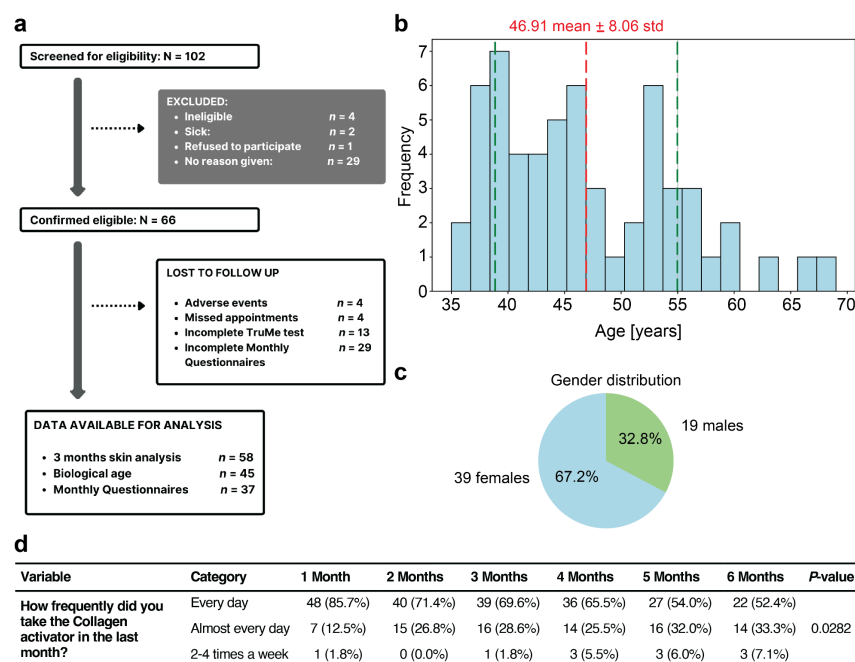 a
Screened for eligibility: N = 102
EXCLUDED:
• Ineligible n = 4
• Sick: n = 2
• Refused to participate n = 1
• No reason given: n = 29
Confirmed eligible: N = 66
LOST TO FOLLOW UP
• Adverse events n = 4
• Missed appointments n = 4
• Incomplete TruMe test n = 13
• Incomplete Monthly n = 29
Questionnaires
DATA AVAILABLE FOR ANALYSIS
• 3 months skin analysis n = 58
• Biological age n = 45
• Monthly Questionnaires n = 37
b
46.91 mean ± 8.06 std
7
6
5
4
3
2
1
0
Frequency
35 40 45 50 55 60 65 70
Age [years]
c
Gender distribution
19 males
32.8%
39 females
67.2%
d
Variable Category 1 Month 2 Months 3 Months 4 Months 5 Months 6 Months P-value
How frequently did you take the Collagen activator in the last month?
Every day 48 (85.7%) 40 (71.4%) 39 (69.6%) 36 (65.5%) 27 (54.0%) 22 (52.4%)
Almost every day 7 (12.5%) 15 (26.8%) 16 (28.6%) 14 (25.5%) 16 (32.0%) 14 (33.3%) 0.0282
2-4 times a week 1 (1.8%) 0 (0.0%) 1 (1.8%) 3 (5.5%) 3 (6.0%) 3 (7.1%)